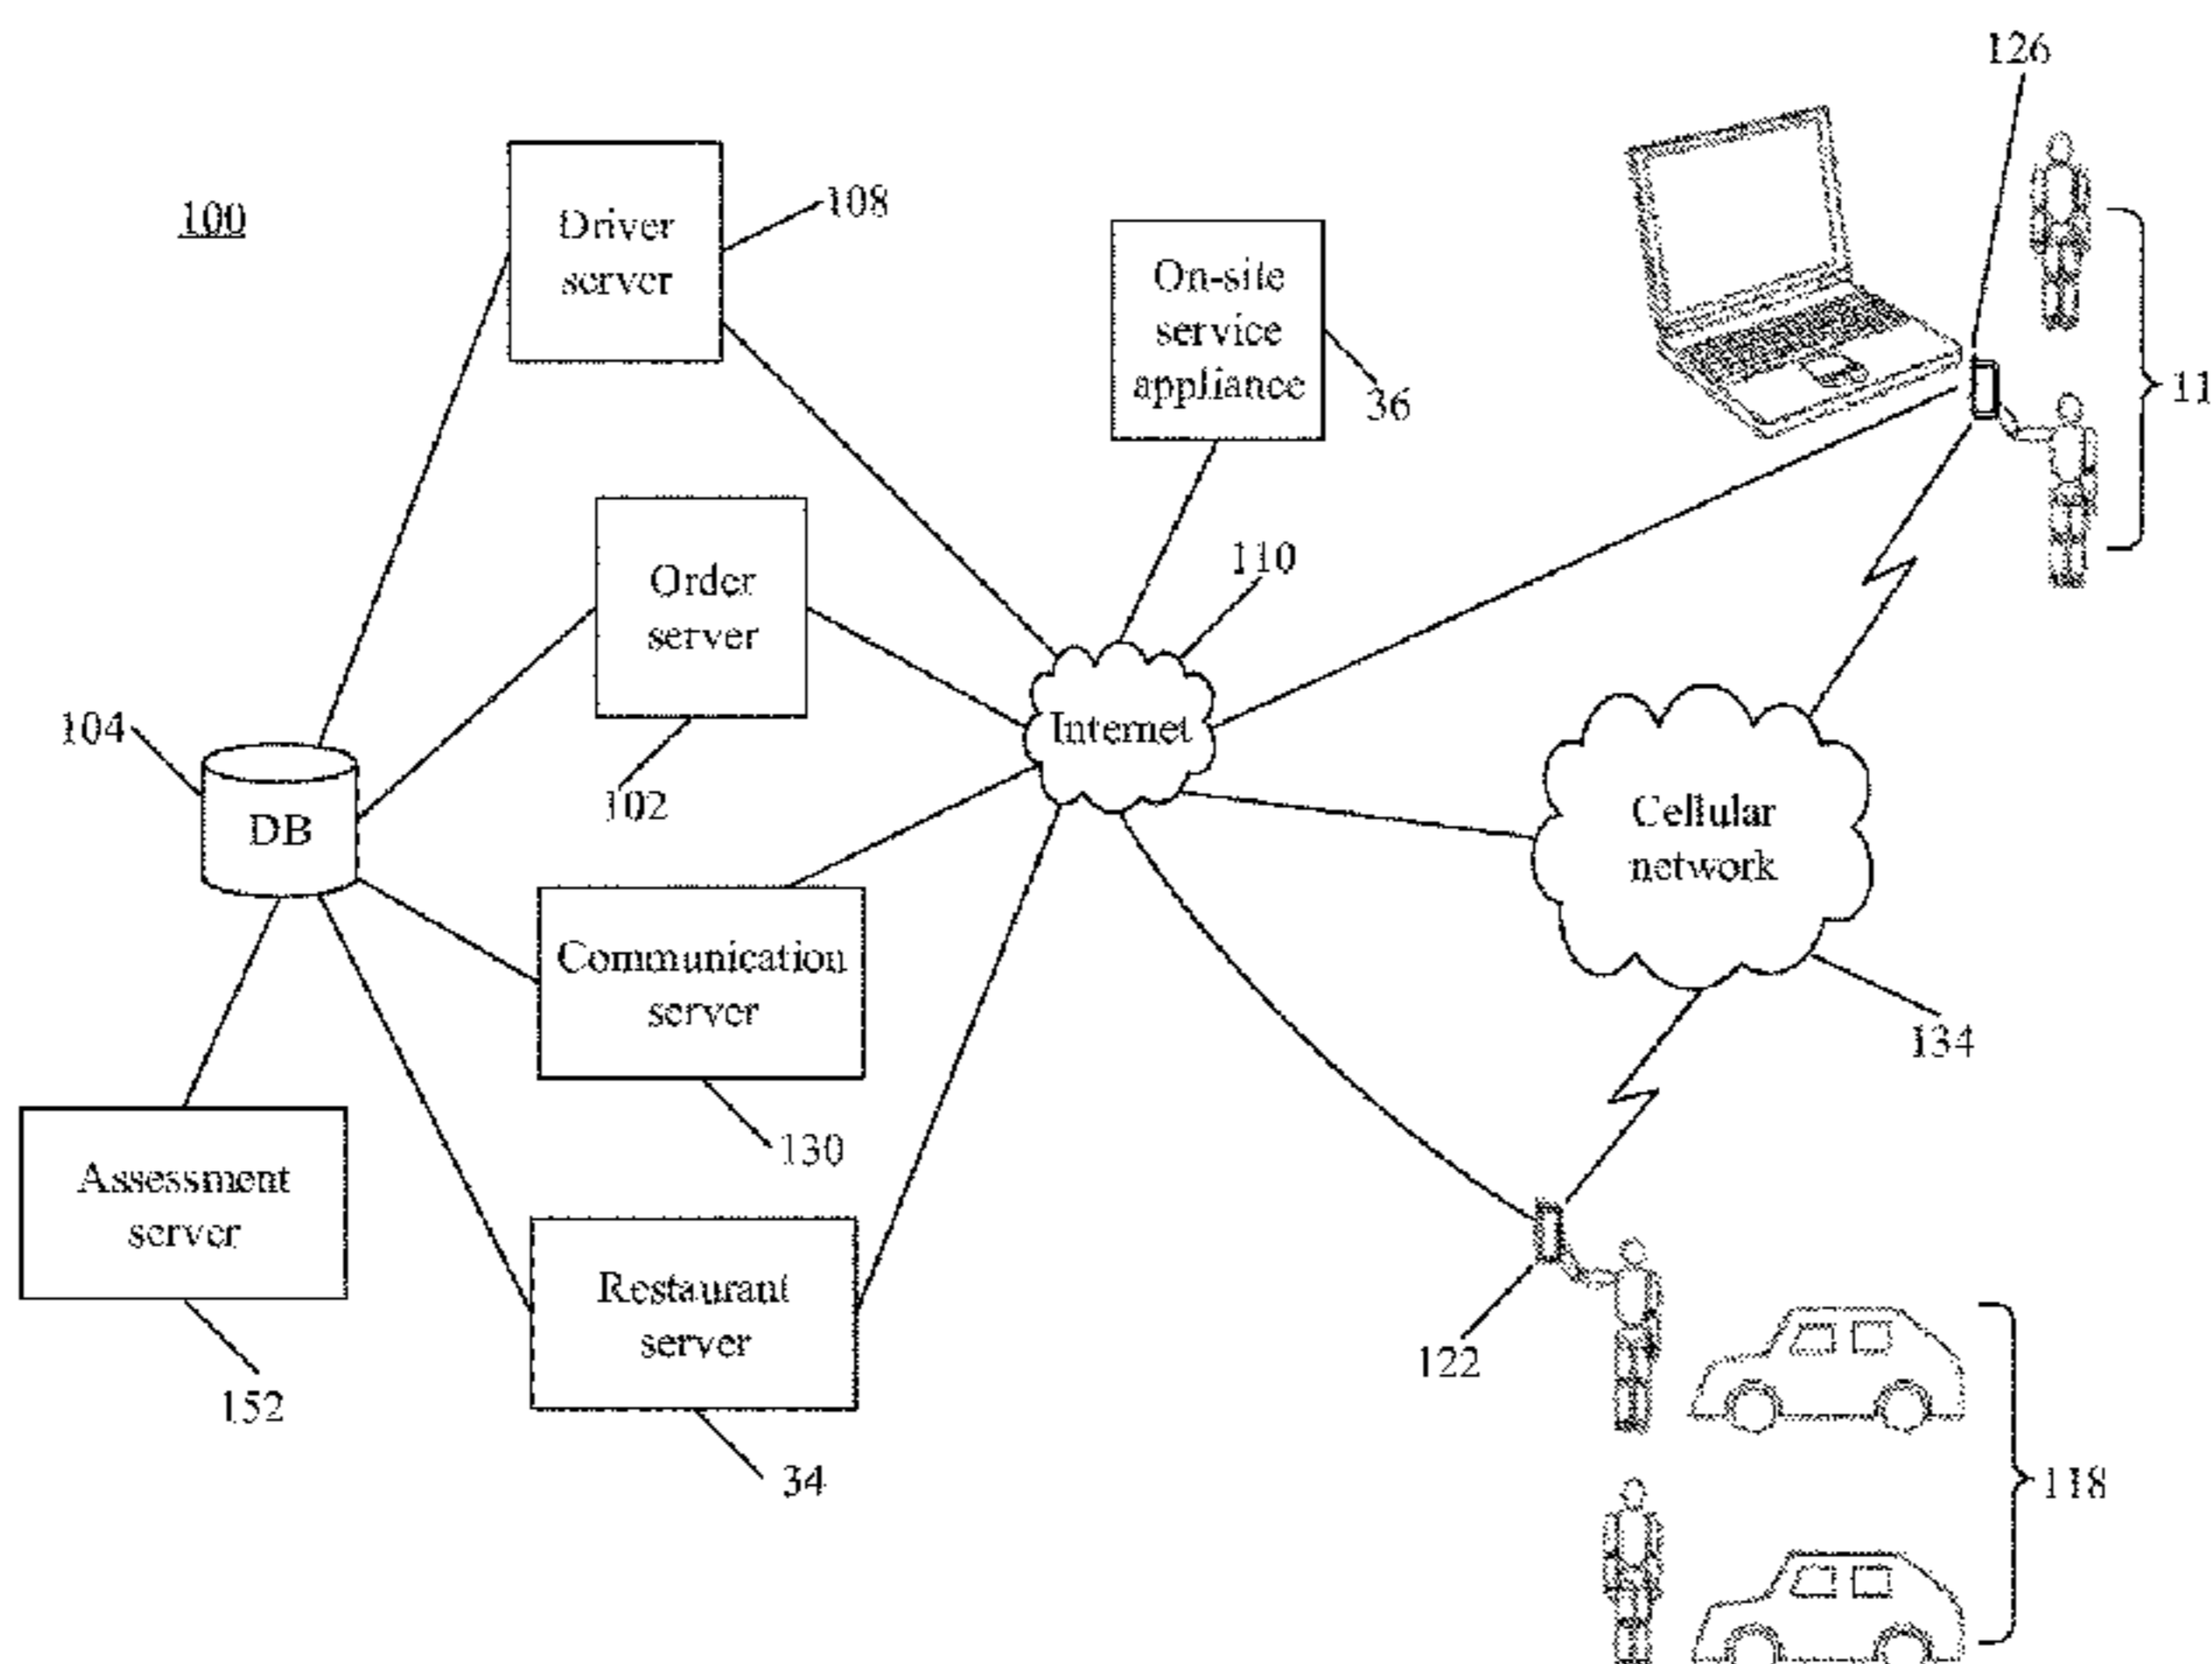 126
100
Driver
server
108
On-site
service
appliance
36
11
Order
server
102
110
Internet
104
DB
Cellular
network
134
Communication
server
130
Assessment
server
152
Restaurant
server
34
122
118